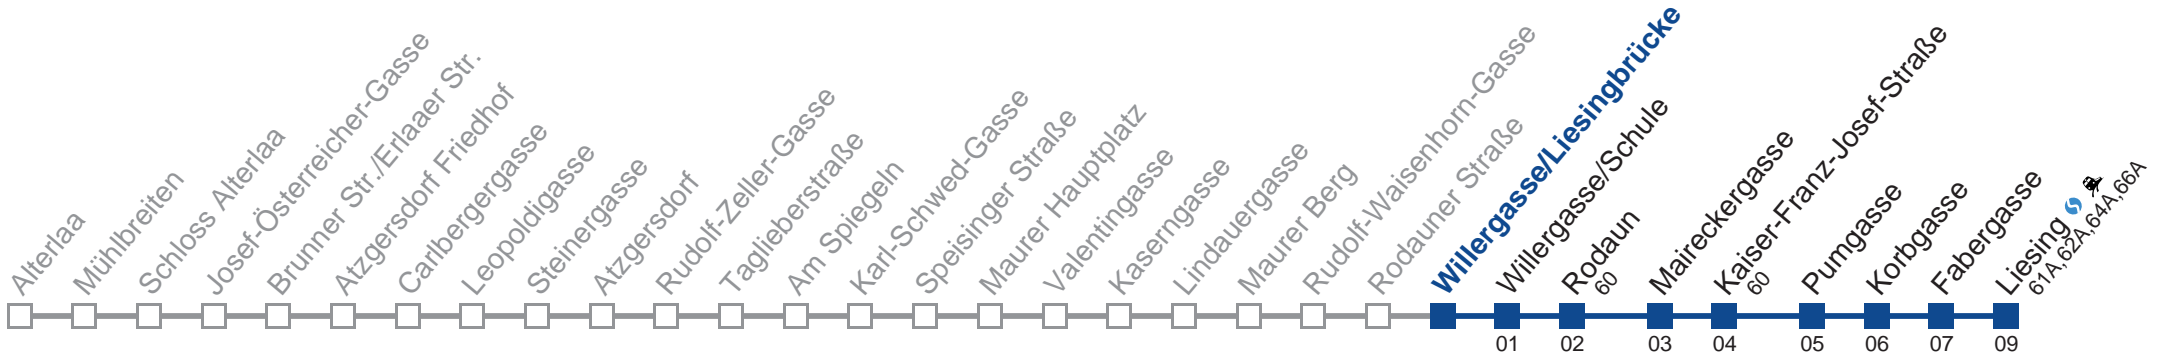 Alterlaa
Mühlbreiten
Schloss Alterlaa
Josef-Österreicher-Gasse
Brunner Str./Erlaaer Str.
Atzgersdorf Friedhof
Carlbergergasse
Leopoldigasse
Steinergasse
Atzgersdorf
Rudolf-Zeller-Gasse
Taglieberstraße
Am Spiegeln
Karl-Schwed-Gasse
Speisinger Straße
Maurer Hauptplatz
Valentingasse
Kaserngasse
Lindauergasse
Maurer Berg
Rudolf-Waisenhorn-Gasse
Rodauner Straße
Willergasse/Liesingbrücke
Willergasse/Schule
01
Rodaun
60
02
Maireckergasse
03
Kaiser-Franz-Josef-Straße
60
04
Pumgasse
05
Korbgasse
06
Fabergasse
07
Liesing
61A,62A,64A,66A
09